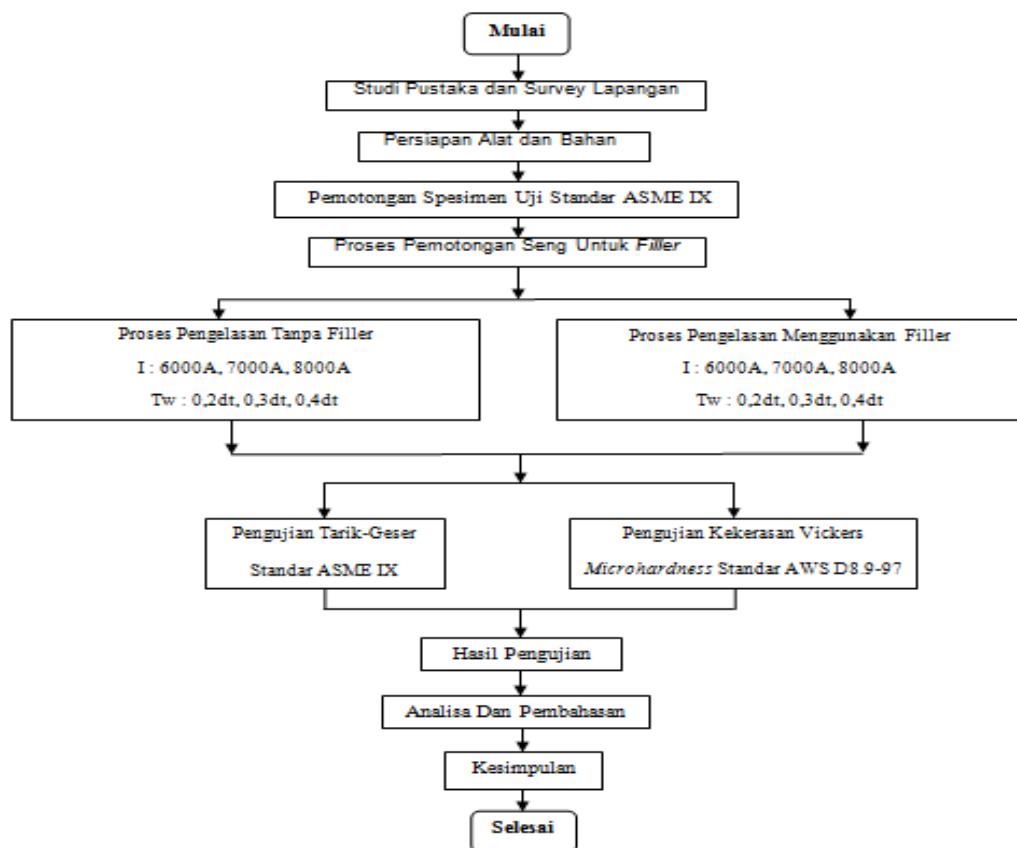 Mulai
Studi Pustaka dan Survey Lapangan
Persiapan Alat dan Bahan
Pemotongan Spesimen Uji Standar ASME IX
Proses Pemotongan Seng Untuk Filler
Proses Pengelasan Tanpa Filler
I : 6000A, 7000A, 8000A
Tw : 0,2dt, 0,3dt, 0,4dt
Proses Pengelasan Menggunakan Filler
I : 6000A, 7000A, 8000A
Tw : 0,2dt, 0,3dt, 0,4dt
Pengujian Tarik-Geser
Standar ASME IX
Pengujian Kekerasan Vickers
Microhardness Standar AWS D8.9-97
Hasil Pengujian
Analisa Dan Pembahasan
Kesimpulan
Selesai